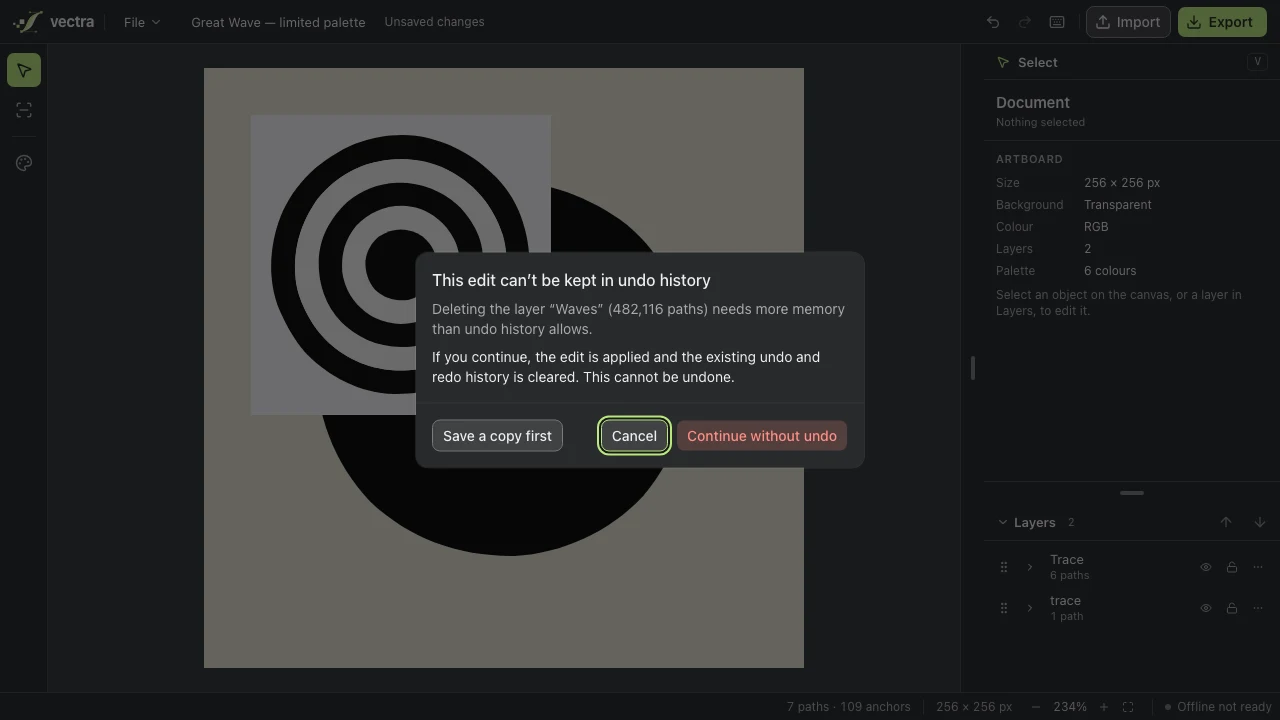 vectra
File
Great Wave — limited palette
Unsaved changes
Import
Export
Select
V
Document
Nothing selected
ARTBOARD
Size 256 × 256 px
Background Transparent
Colour RGB
Layers 2
Palette 6 colours
Select an object on the canvas, or a layer in
Layers, to edit it.
This edit can’t be kept in undo history
Deleting the layer “Waves” (482,116 paths) needs more memory
than undo history allows.
If you continue, the edit is applied and the existing undo and
redo history is cleared. This cannot be undone.
Save a copy first
Cancel
Continue without undo
Layers 2
Trace
6 paths
trace
1 path
7 paths · 109 anchors
256 × 256 px
234%
Offline not ready